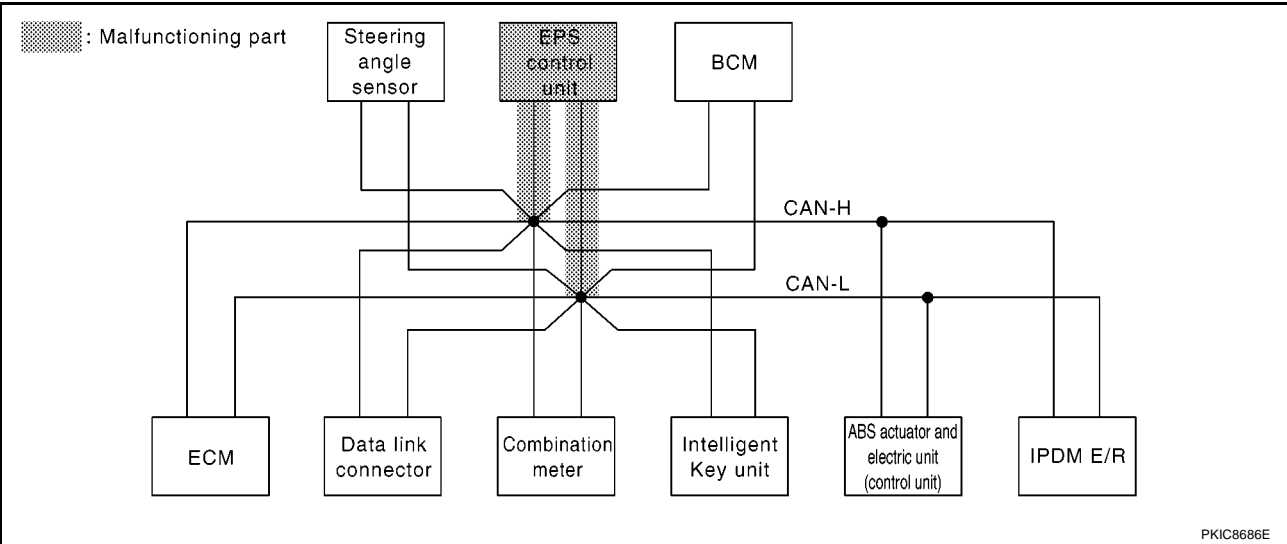 : Malfunctioning part
Steering
angle
sensor
EPS
control
unit
BCM
CAN-H
CAN-L
ECM
Data link
connector
Combination
meter
Intelligent
Key unit
ABS actuator and
electric unit
(control unit)
IPDM E/R
PKIC8686E